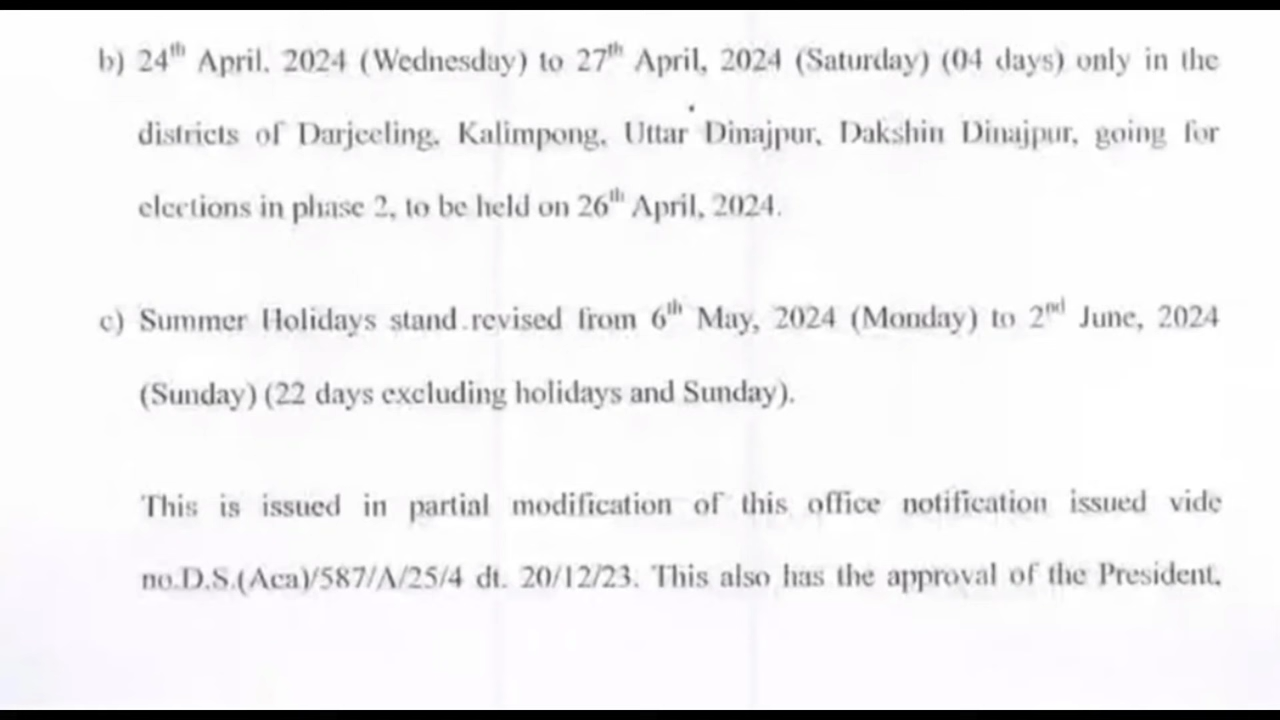 b) 24th April. 2024 (Wednesday) to 27th April, 2024 (Saturday) (04 days) only in the
districts of Darjeeling, Kalimpong, Uttar Dinajpur, Dakshin Dinajpur, going for
elections in phase 2, to be held on 26th April, 2024.
c) Summer Holidays stand revised from 6th May, 2024 (Monday) to 2nd June, 2024
(Sunday) (22 days excluding holidays and Sunday).
This is issued in partial modification of this office notification issued vide
no.D.S.(Aca)/587/A/25/4 dt. 20/12/23. This also has the approval of the President.